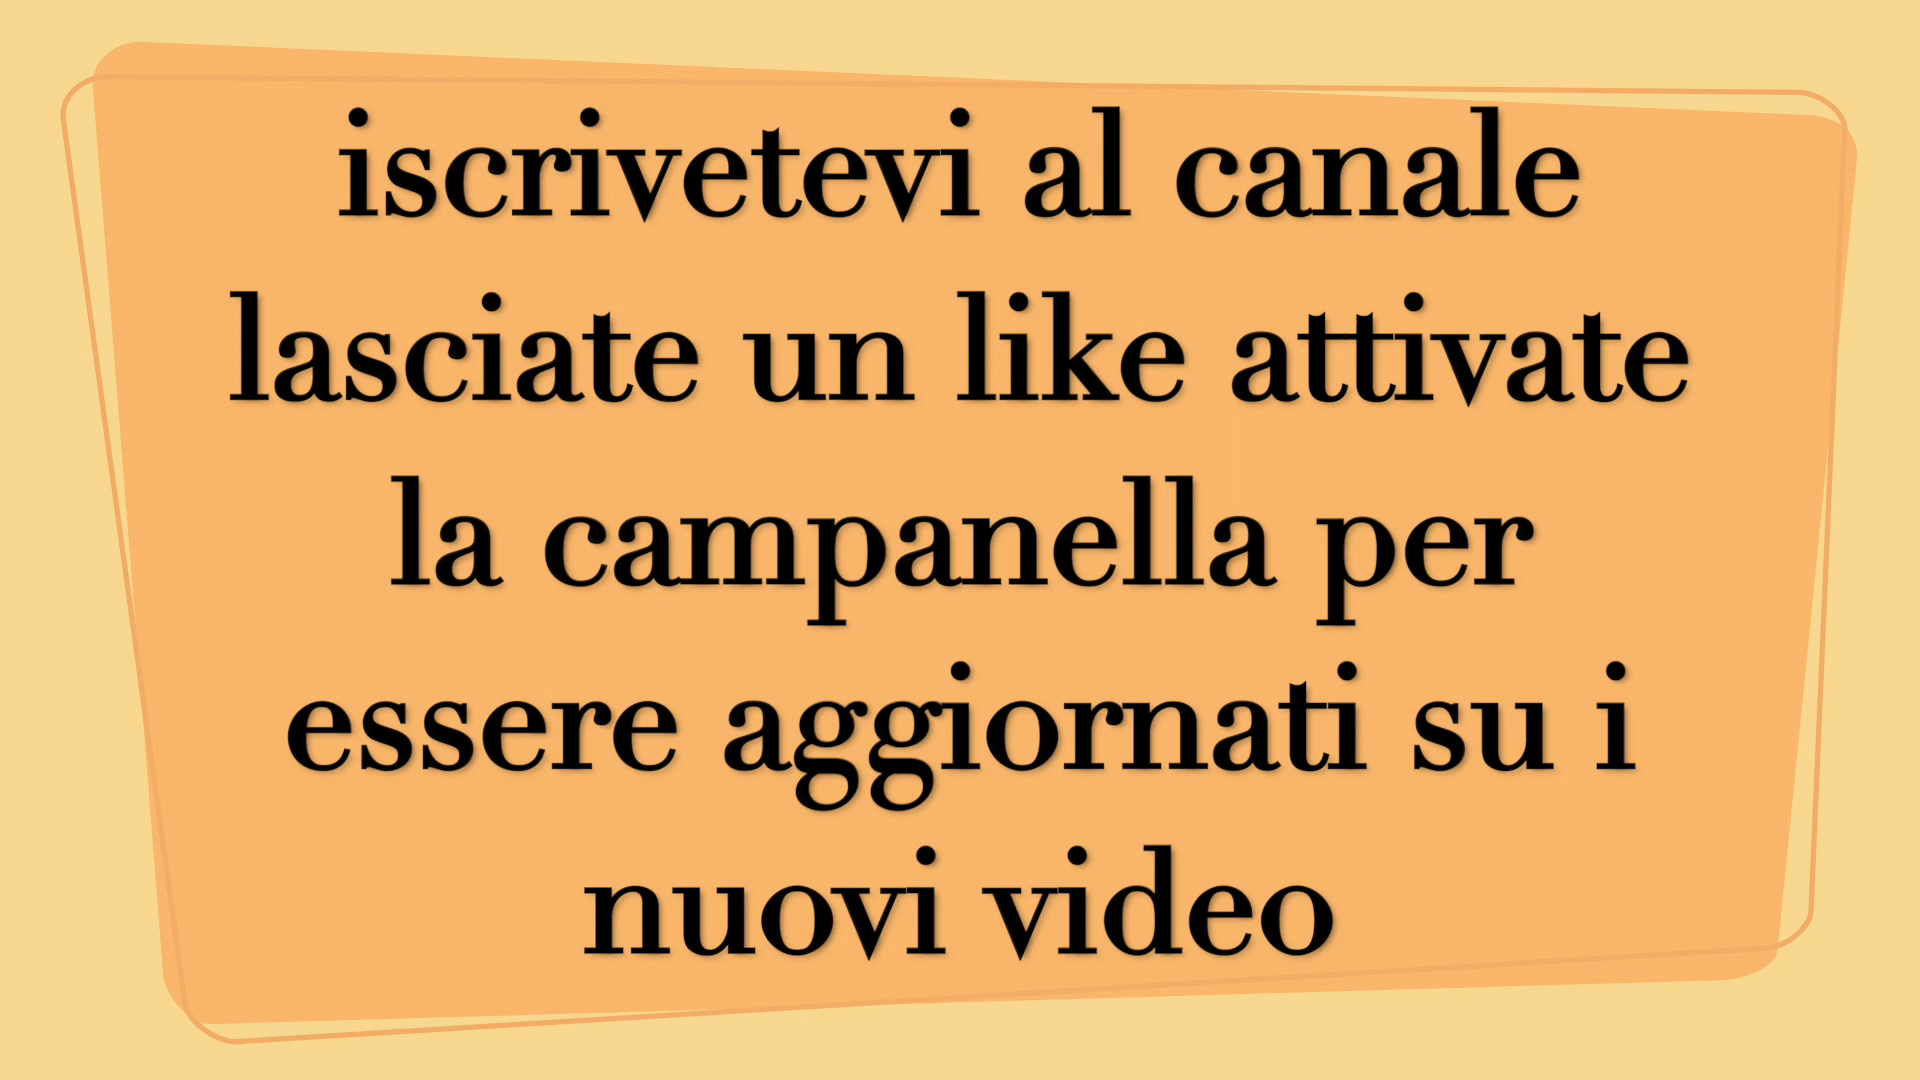 iscrivetevi al canale
lasciate un like attivate
la campanella per
essere aggiornati su i
nuovi video